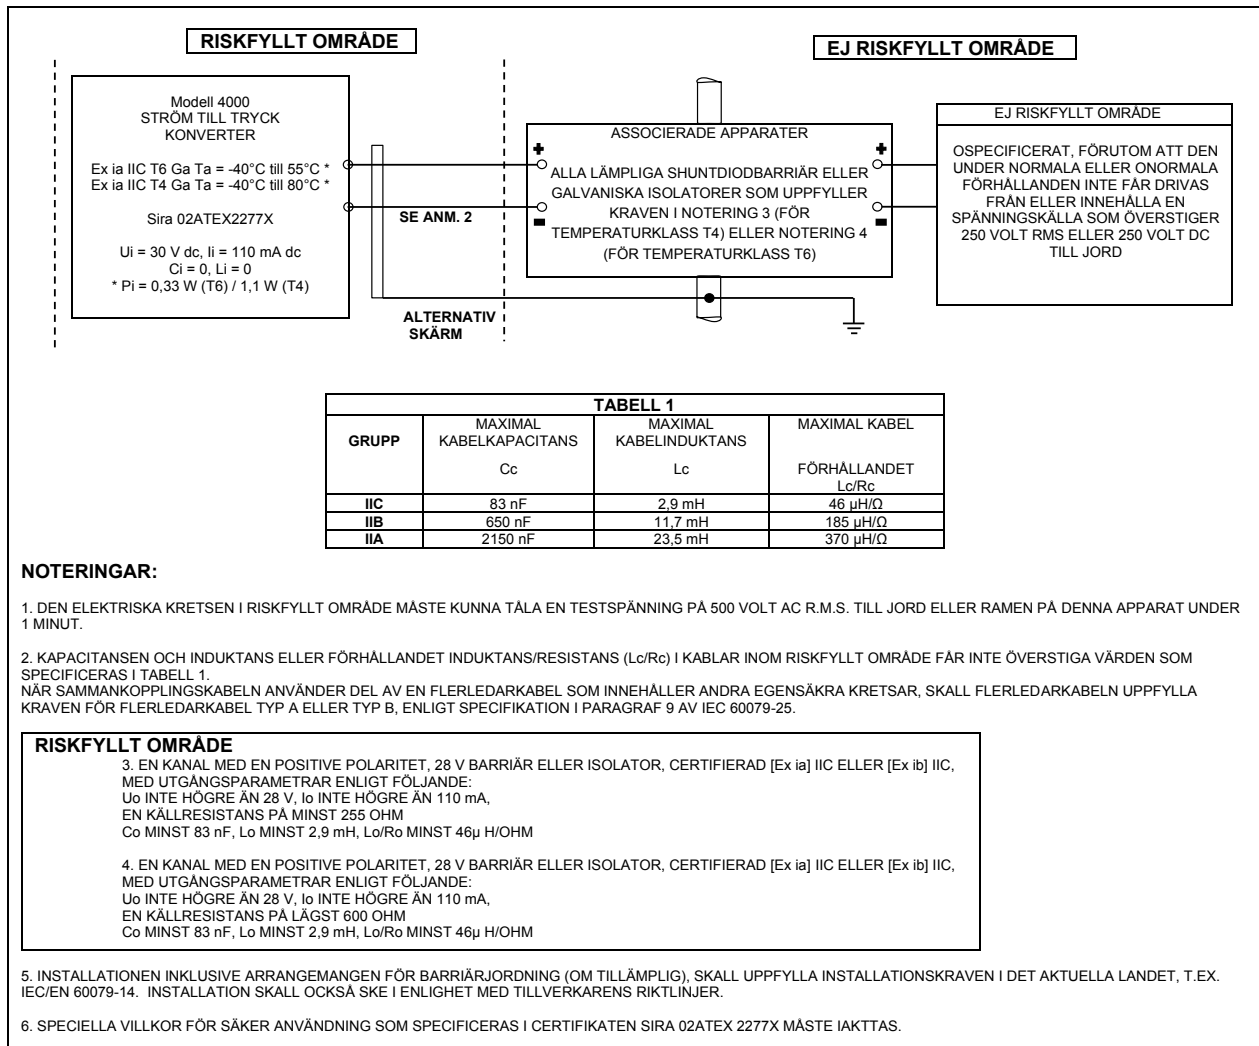 RISKFYLLT OMRÅDE
EJ RISKFYLLT OMRÅDE
Modell 4000
STRÖM TILL TRYCK
KONVERTER
Ex ia IIC T6 Ga Ta = -40°C till 55°C *
Ex ia IIC T4 Ga Ta = -40°C till 80°C *
Sira 02ATEX2277X
Ui = 30 V dc, Ii = 110 mA dc
Ci = 0, Li = 0
* Pi = 0,33 W (T6) / 1,1 W (T4)
SE ANM. 2
ALTERNATIV
SKÄRM
ASSOCIERADE APPARATER
+ +
ALLA LÄMPLIGA SHUNTDIODBARRIÄR ELLER
GALVANISKA ISOLATORER SOM UPPFYLLER
KRAVEN I NOTERING 3 (FÖR
TEMPERATURKLASS T4) ELLER NOTERING 4
(FÖR TEMPERATURKLASS T6)
- -
EJ RISKFYLLT OMRÅDE
OSPECIFICERAT, FÖRUTOM ATT DEN
UNDER NORMALA ELLER ONORMALA
FÖRHÅLLANDEN INTE FÅR DRIVAS
FRÅN ELLER INNEHÅLLA EN
SPÄNNINGSKÄLLA SOM ÖVERSTIGER
250 VOLT RMS ELLER 250 VOLT DC
TILL JORD
TABELL 1
GRUPP
MAXIMAL
KABELKAPACITANS
Cc
MAXIMAL
KABELINDUKTANS
Lc
MAXIMAL KABEL
FÖRHÅLLANDET
Lc/Rc
IIC 83 nF 2,9 mH 46 µH/Ω
IIB 650 nF 11,7 mH 185 µH/Ω
IIA 2150 nF 23,5 mH 370 µH/Ω
NOTERINGAR:
1. DEN ELEKTRISKA KRETSEN I RISKFYLLT OMRÅDE MÅSTE KUNNA TÅLA EN TESTSPÄNNING PÅ 500 VOLT AC R.M.S. TILL JORD ELLER RAMEN PÅ DENNA APPARAT UNDER
1 MINUT.
2. KAPACITANSEN OCH INDUKTANS ELLER FÖRHÅLLANDET INDUKTANS/RESISTANS (Lc/Rc) I KABLAR INOM RISKFYLLT OMRÅDE FÅR INTE ÖVERSTIGA VÄRDEN SOM
SPECIFICERAS I TABELL 1.
NÄR SAMMANKOPPLINGSKABELN ANVÄNDER DEL AV EN FLERLEDARKABEL SOM INNEHÅLLER ANDRA EGENSÄKRA KRETSAR, SKALL FLERLEDARKABELN UPPFYLLA
KRAVEN FÖR FLERLEDARKABEL TYP A ELLER TYP B, ENLIGT SPECIFIKATION I PARAGRAF 9 AV IEC 60079-25.
RISKFYLLT OMRÅDE
3. EN KANAL MED EN POSITIVE POLARITET, 28 V BARRIÄR ELLER ISOLATOR, CERTIFIERAD [Ex ia] IIC ELLER [Ex ib] IIC,
MED UTGÅNGSPARAMETRAR ENLIGT FÖLJANDE:
Uo INTE HÖGRE ÄN 28 V, Io INTE HÖGRE ÄN 110 mA,
EN KÄLLRESISTANS PÅ MINST 255 OHM
Co MINST 83 nF, Lo MINST 2,9 mH, Lo/Ro MINST 46µ H/OHM
4. EN KANAL MED EN POSITIVE POLARITET, 28 V BARRIÄR ELLER ISOLATOR, CERTIFIERAD [Ex ia] IIC ELLER [Ex ib] IIC,
MED UTGÅNGSPARAMETRAR ENLIGT FÖLJANDE:
Uo INTE HÖGRE ÄN 28 V, Io INTE HÖGRE ÄN 110 mA,
EN KÄLLRESISTANS PÅ LÄGST 600 OHM
Co MINST 83 nF, Lo MINST 2,9 mH, Lo/Ro MINST 46µ H/OHM
5. INSTALLATIONEN INKLUSIVE ARRANGEMANGEN FÖR BARRIÄRJORDNING (OM TILLÄMPLIG), SKALL UPPFYLLA INSTALLATIONSKRAVEN I DET AKTUELLA LANDET, T.EX.
IEC/EN 60079-14. INSTALLATION SKALL OCKSÅ SKE I ENLIGHET MED TILLVERKARENS RIKTLINJER.
6. SPECIELLA VILLKOR FÖR SÄKER ANVÄNDNING SOM SPECIFICERAS I CERTIFIKATEN SIRA 02ATEX 2277X MÅSTE IAKTTAS.